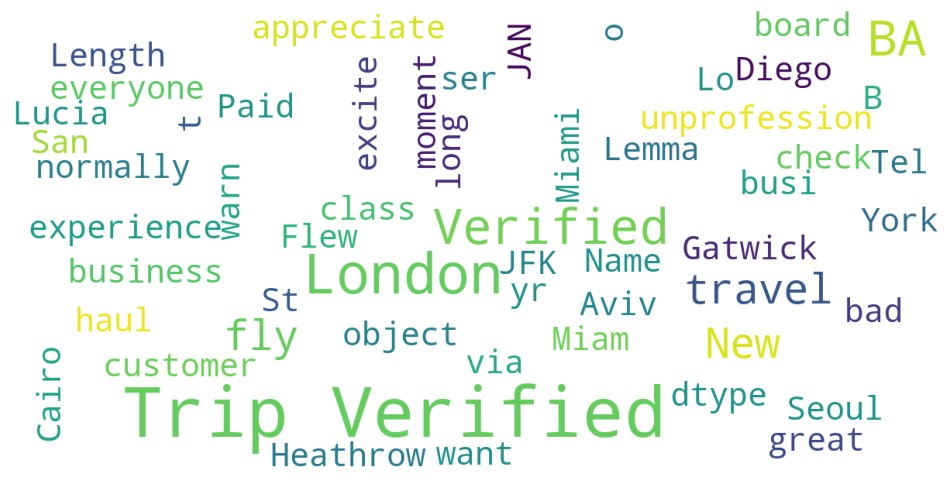 appreciate
board
BA
Length
excite
moment
JAN
o
ser
Lo
Diego
everyone
Lucia
t
Paid
long
B
unprofession
San
normally
warn
Miami
Lemma
check
Tel
busi
experience
class
Flew
Verified
York
Gatwick
business
London
JFK
Name
St
yr
Aviv
travel
bad
haul
fly
object
Miam
New
Cairo
customer
via
Trip Verified
dtype
Seoul
great
Heathrow
want